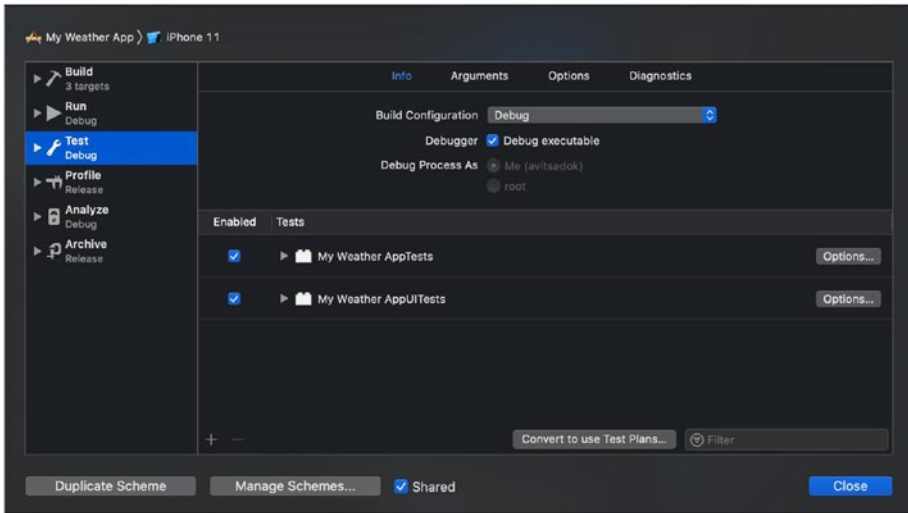 My Weather App 〉 iPhone 11
Build
3 targets
Run
Debug
Test
Debug
Profile
Release
Analyze
Debug
Archive
Release
Info Arguments Options Diagnostics
Build Configuration Debug
Debugger Debug executable
Debug Process As Me (avitsadok)
root
Enabled Tests
My Weather AppTests Options...
My Weather AppUITests Options...
+ −
Convert to use Test Plans... Filter
Duplicate Scheme Manage Schemes... Shared Close